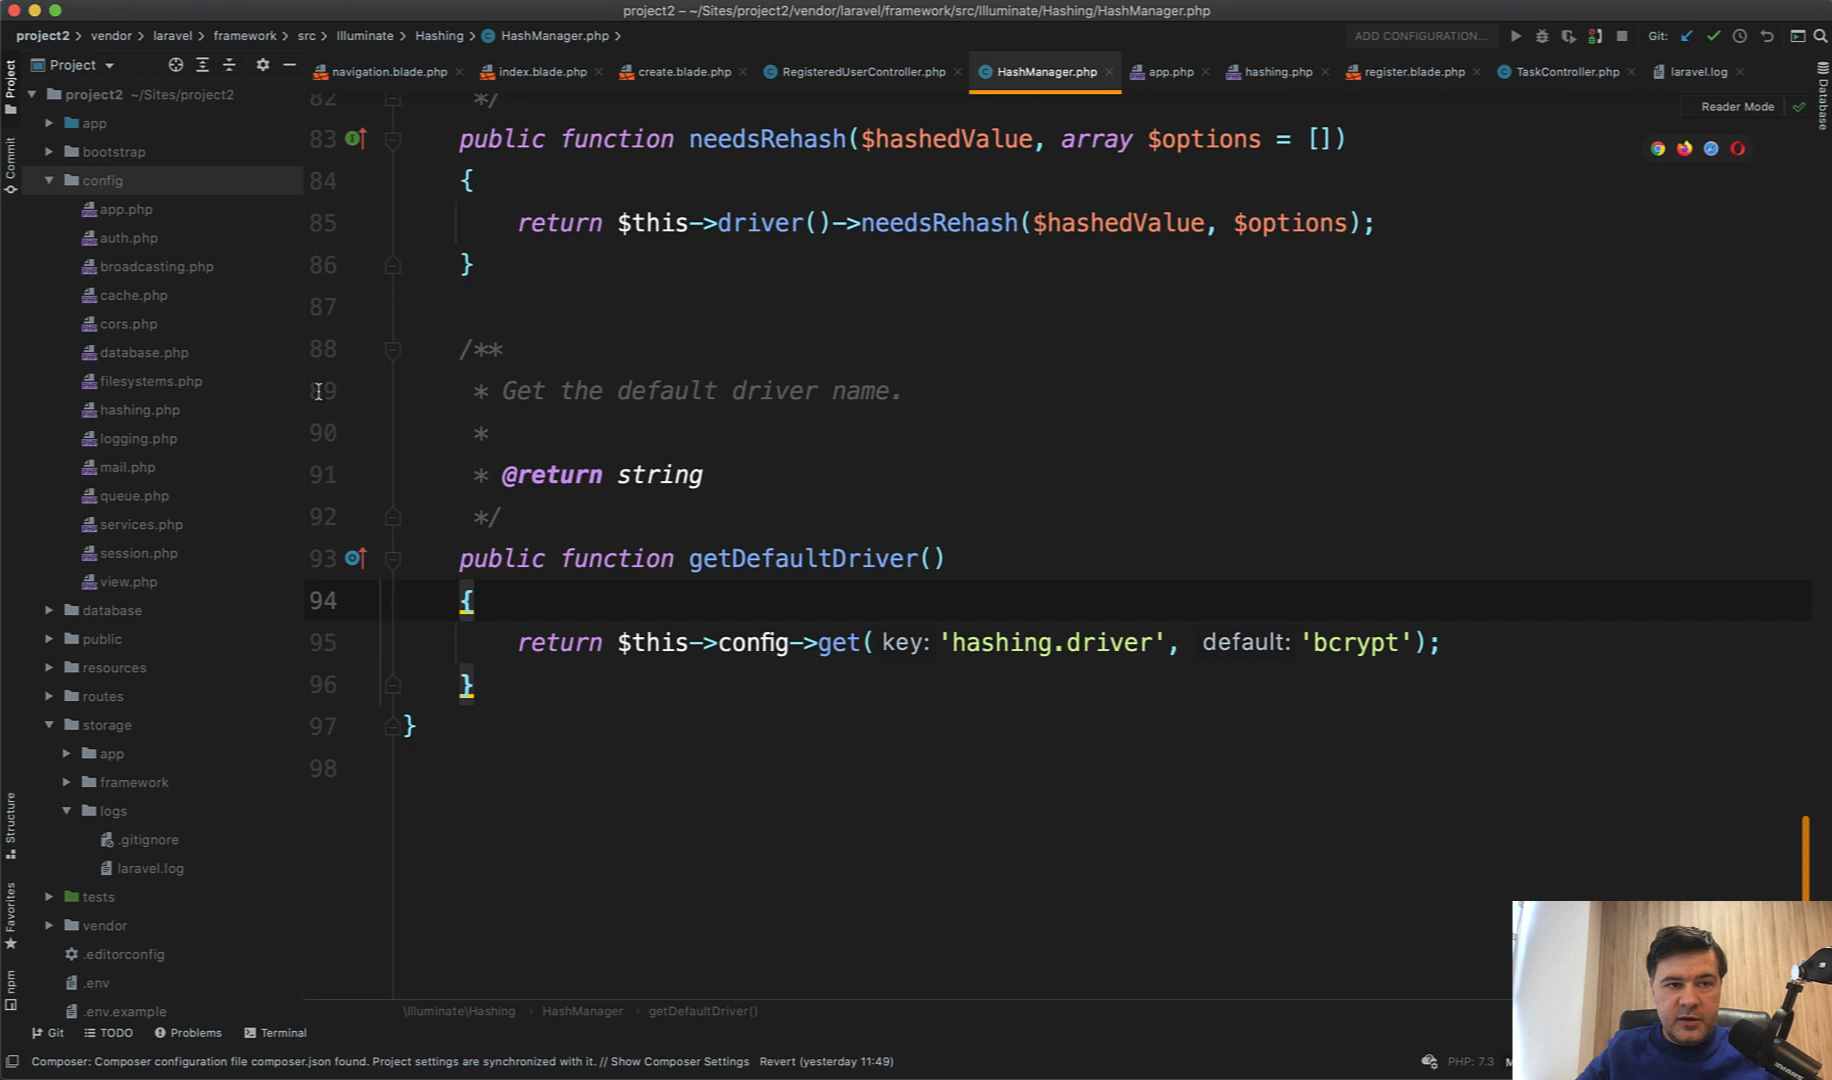 project2 – ~/Sites/project2/vendor/laravel/framework/src/Illuminate/Hashing/HashManager.php
project2 › vendor › laravel › framework › src › Illuminate › Hashing › HashManager.php ›
ADD CONFIGURATION...
Git:
Project
navigation.blade.php
index.blade.php
create.blade.php
RegisteredUserController.php
HashManager.php
app.php
hashing.php
register.blade.php
TaskController.php
laravel.log
Reader Mode
Project
Commit
Structure
Favorites
npm
Database
project2 ~/Sites/project2
app
bootstrap
config
app.php
auth.php
broadcasting.php
cache.php
cors.php
database.php
filesystems.php
hashing.php
logging.php
mail.php
queue.php
services.php
session.php
view.php
database
public
resources
routes
storage
app
framework
logs
.gitignore
laravel.log
tests
vendor
.editorconfig
.env
.env.example
82 */
83 public function needsRehash($hashedValue, array $options = [])
84 {
85 return $this->driver()->needsRehash($hashedValue, $options);
86 }
87
88 /**
89 * Get the default driver name.
90 *
91 * @return string
92 */
93 public function getDefaultDriver()
94 {
95 return $this->config->get( key: 'hashing.driver', default: 'bcrypt');
96 }
97 }
98
\Illuminate\Hashing › HashManager › getDefaultDriver()
Git
TODO
Problems
Terminal
Composer: Composer configuration file composer.json found. Project settings are synchronized with it. // Show Composer Settings Revert (yesterday 11:49)
PHP: 7.3